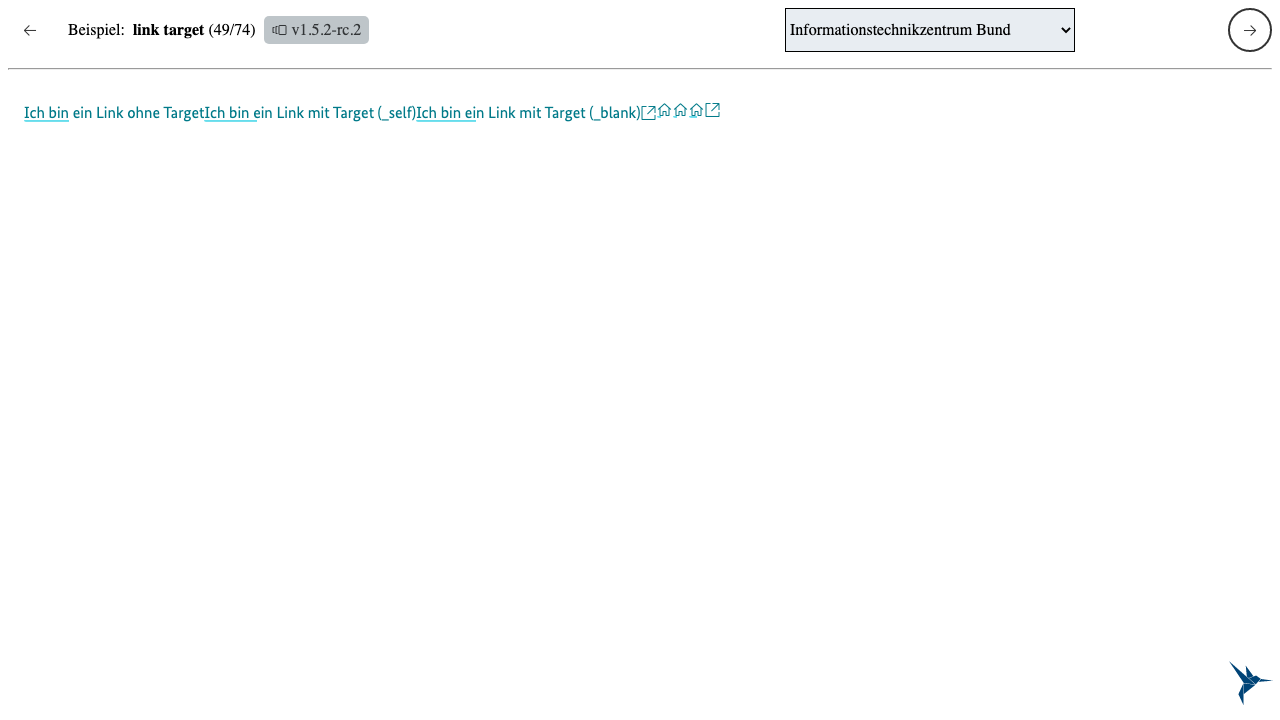 Beispiel: link target (49/74) v1.5.2-rc.2 Informationstechnikzentrum Bund
Ich bin ein Link ohne TargetIch bin ein Link mit Target (_self)Ich bin ein Link mit Target (_blank)